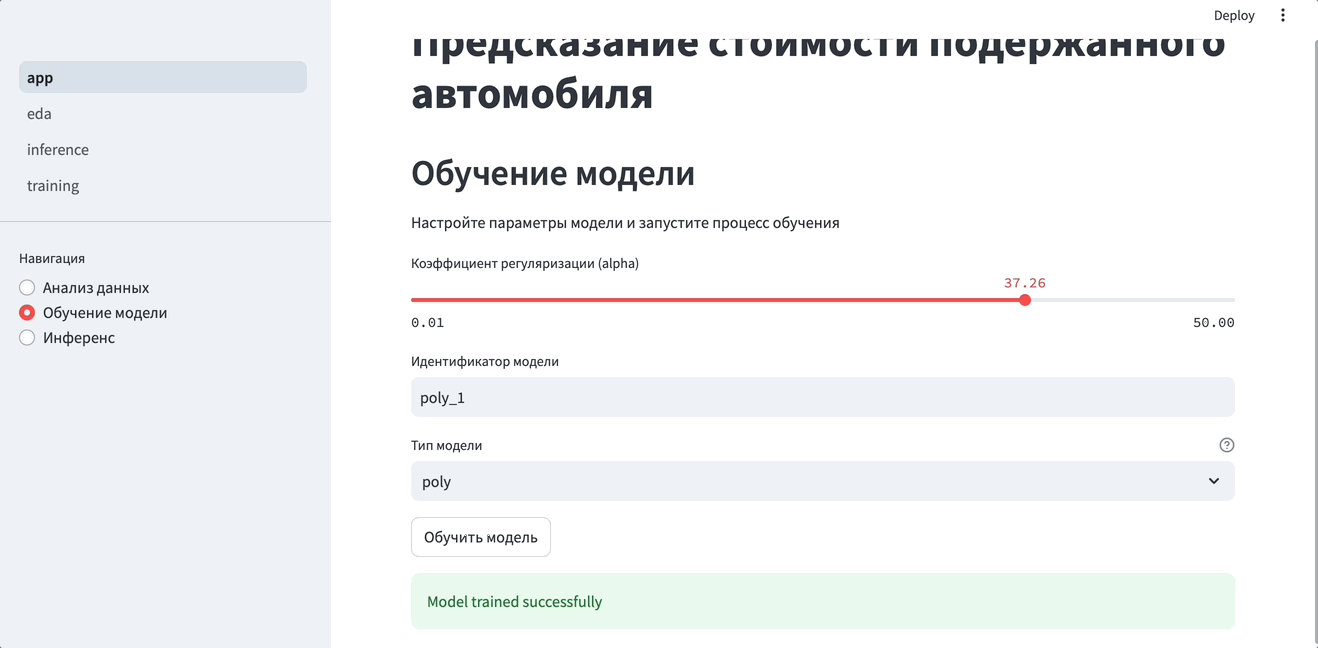 Deploy
app
eda
inference
training
Навигация
Анализ данных
Обучение модели
Инференс
Предсказание стоимости подержанного
автомобиля
Обучение модели
Настройте параметры модели и запустите процесс обучения
Коэффициент регуляризации (alpha)
37.26
0.01 50.00
Идентификатор модели
poly_1
Тип модели
poly
Обучить модель
Model trained successfully